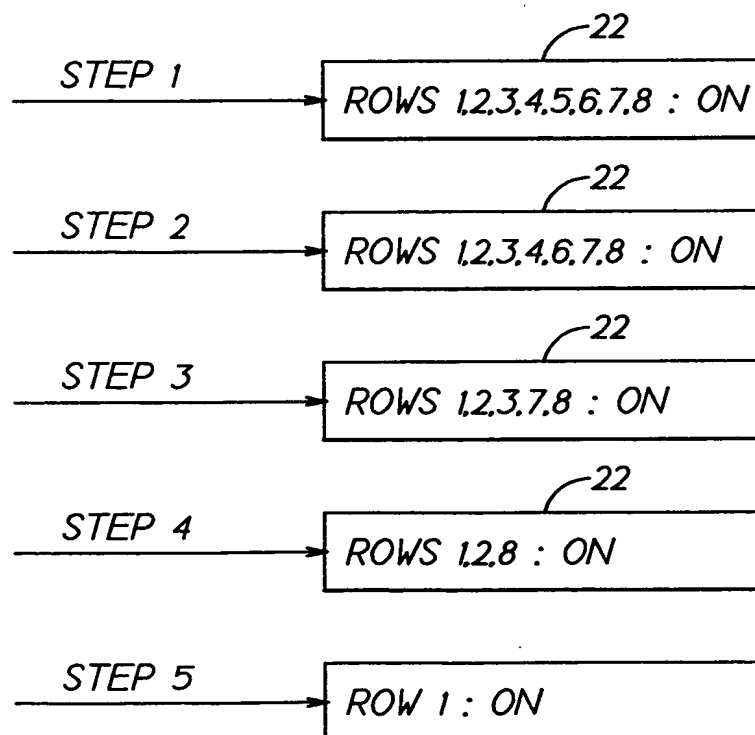 22
STEP 1
ROWS 1,2,3,4,5,6,7,8 : ON
22
STEP 2
ROWS 1,2,3,4,6,7,8 : ON
22
STEP 3
ROWS 1,2,3,7,8 : ON
22
STEP 4
ROWS 1,2,8 : ON
STEP 5
ROW 1 : ON